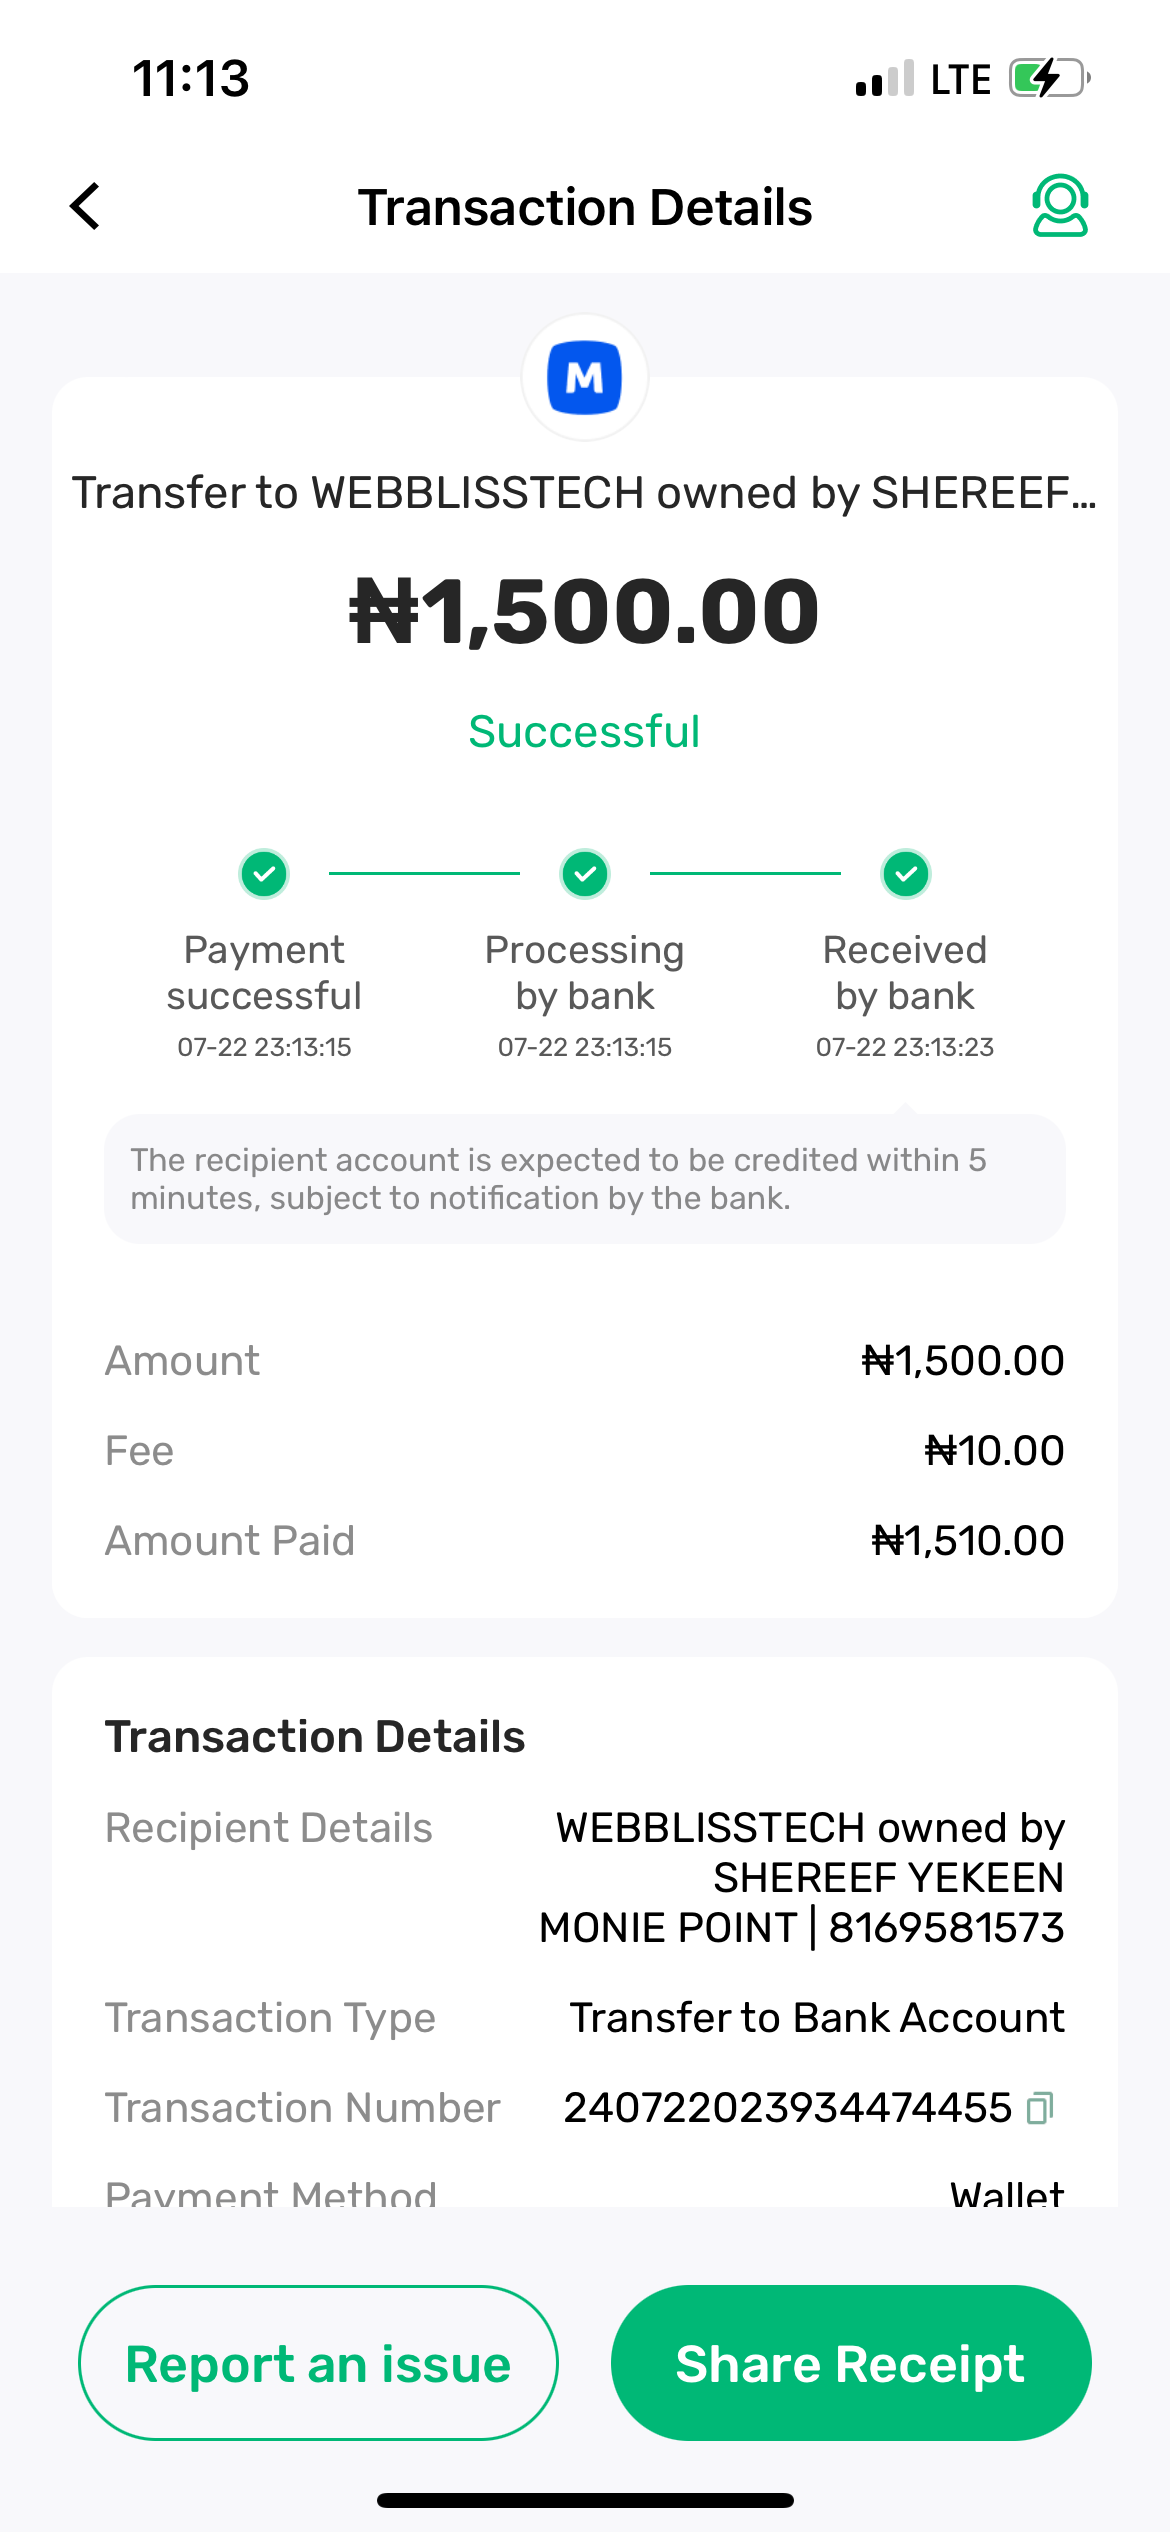 11:13
LTE
Transaction Details
M
Transfer to WEBBLISSTECH owned by SHEREEF...
₦1,500.00
Successful
Payment
successful
07-22 23:13:15
Processing
by bank
07-22 23:13:15
Received
by bank
07-22 23:13:23
The recipient account is expected to be credited within 5
minutes, subject to notification by the bank.
Amount ₦1,500.00
Fee ₦10.00
Amount Paid ₦1,510.00
Transaction Details
Recipient Details WEBBLISSTECH owned by
SHEREEF YEKEEN
MONIE POINT | 8169581573
Transaction Type Transfer to Bank Account
Transaction Number 240722023934474455
Payment Method Wallet
Report an issue
Share Receipt